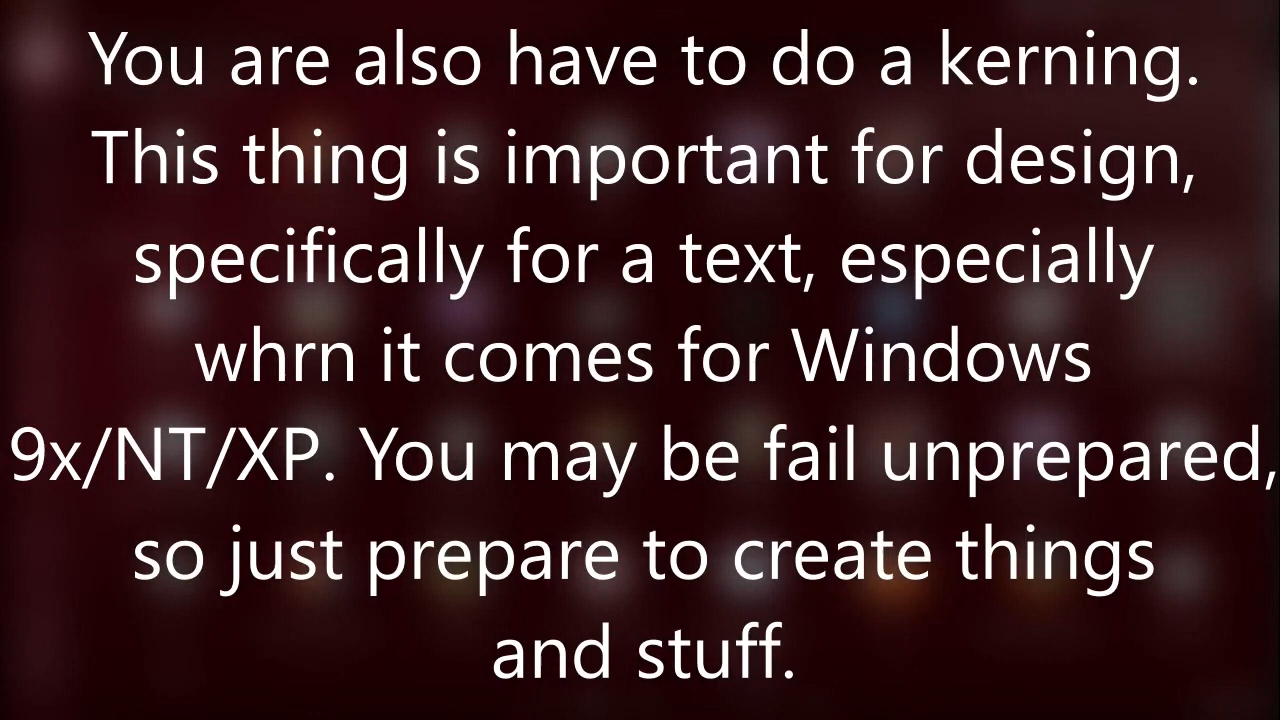 You are also have to do a kerning.
This thing is important for design,
specifically for a text, especially
whrn it comes for Windows
9x/NT/XP. You may be fail unprepared,
so just prepare to create things
and stuff.